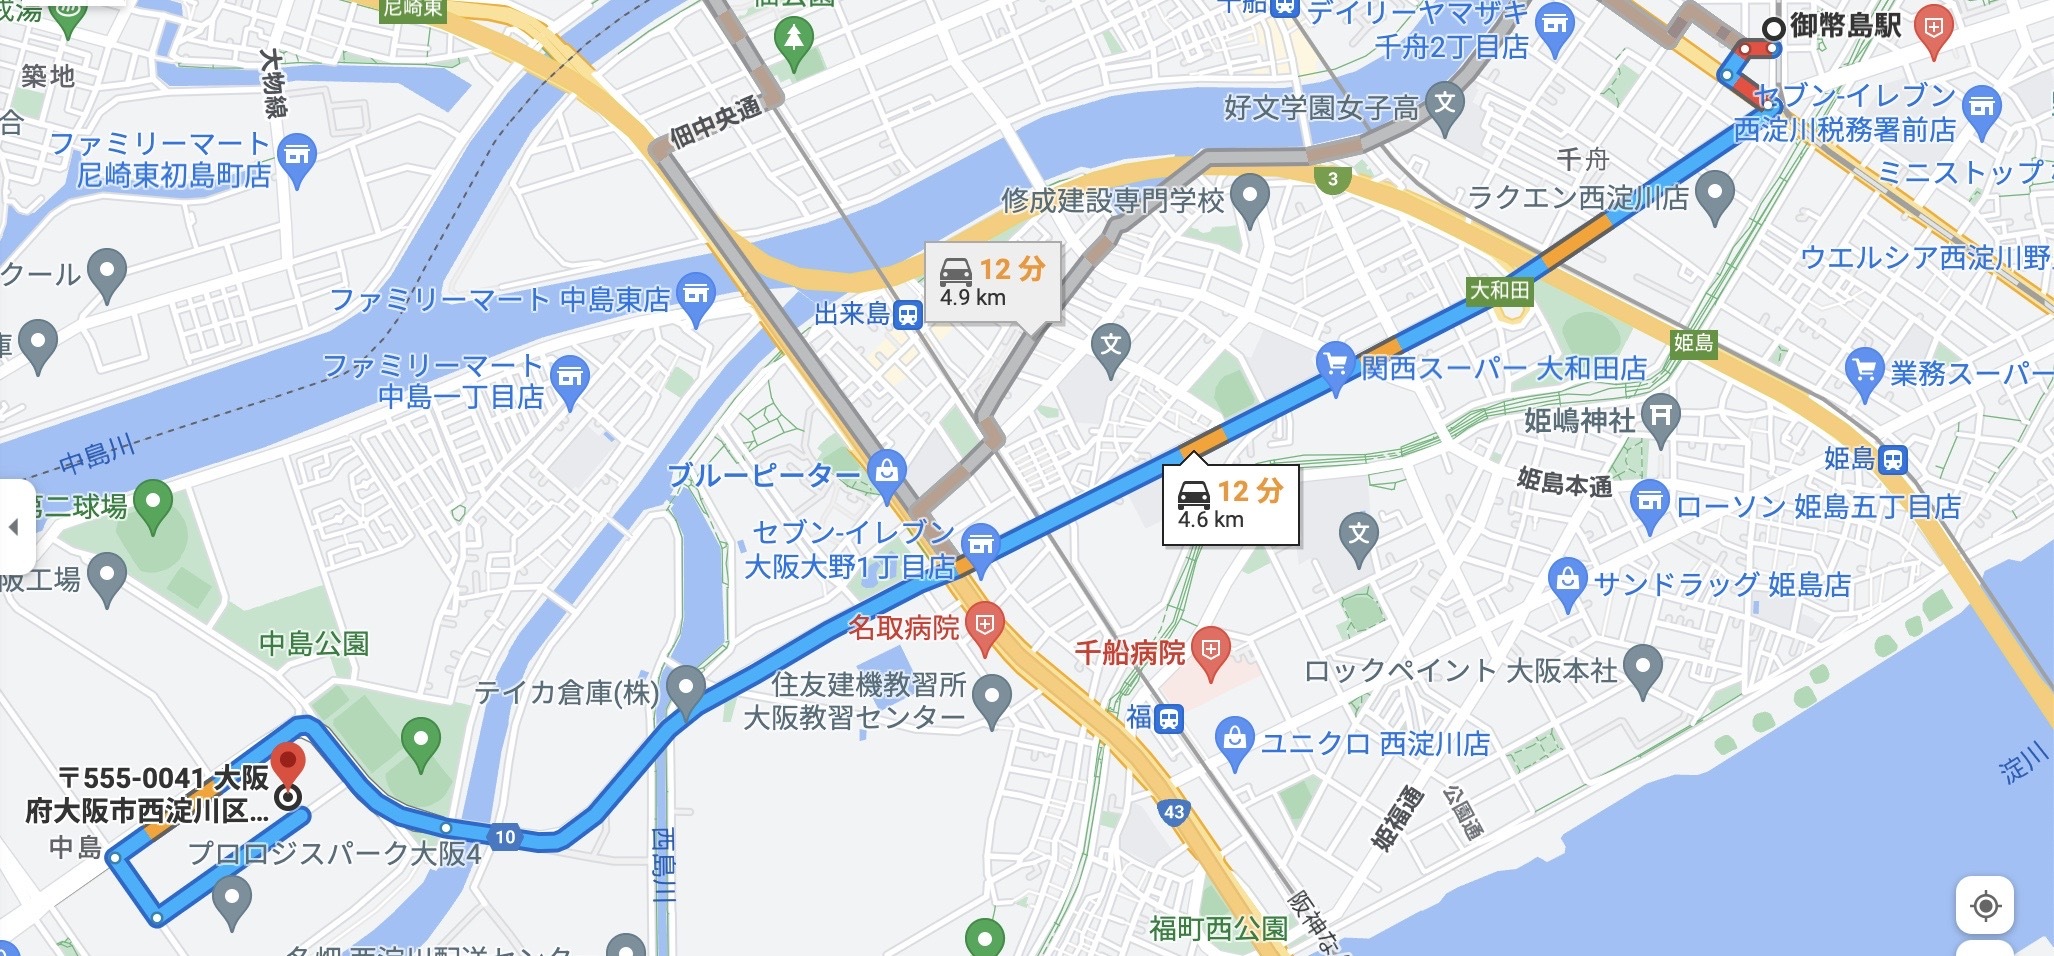 尼崎東
御幣島駅
デイリーヤマザキ
千舟2丁目店
築地
大物線
佃中央通
好文学園女子高
セブン-イレブン
西淀川税務署前店
ファミリーマート
尼崎東初島町店
千舟
ミニストップ
修成建設専門学校
3
ラクエン西淀川店
12 分
4.9 km
クール
ファミリーマート 中島東店
出来島
大和田
ウエルシア西淀川野
姫島
ファミリーマート
中島一丁目店
関西スーパー 大和田店
業務スーパー
姫嶋神社
中島川
ブルーピーター
姫島
姫島本通
12 分
4.6 km
第二球場
ローソン 姫島五丁目店
セブン-イレブン
大阪大野1丁目店
阪工場
サンドラッグ 姫島店
名取病院
中島公園
千船病院
ロックペイント 大阪本社
テイカ倉庫(株)
住友建機教習所
大阪教習センター
福
ユニクロ 西淀川店
淀川
〒555-0041 大阪
府大阪市西淀川区...
43
姫福通
公園通
10
中島
プロロジスパーク大阪4
西島川
福町西公園
阪神な